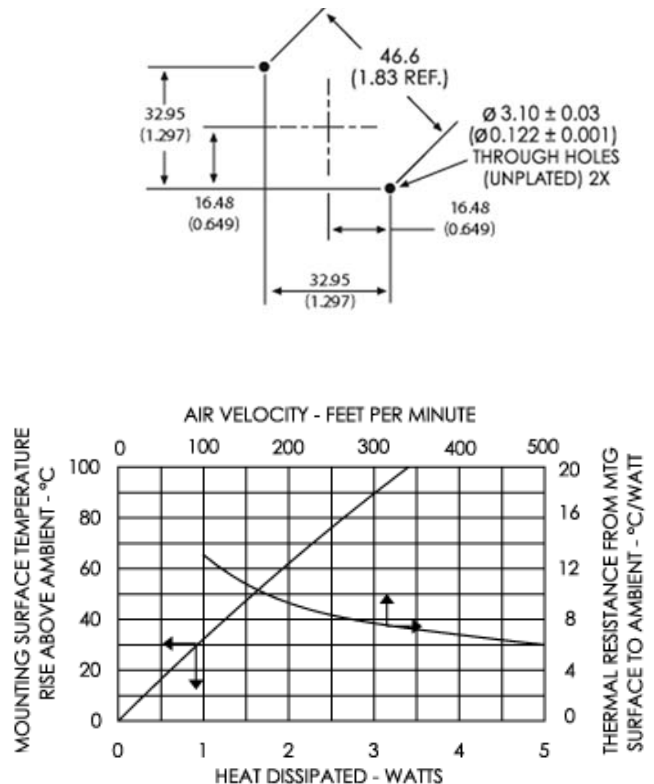 46.6
(1.83 REF.)
32.95
(1.297)
Ø 3.10 ± 0.03
(Ø0.122 ± 0.001)
THROUGH HOLES
(UNPLATED) 2X
16.48
(0.649)
16.48
(0.649)
32.95
(1.297)
AIR VELOCITY - FEET PER MINUTE
0 100 200 300 400 500
MOUNTING SURFACE TEMPERATURE
RISE ABOVE AMBIENT - ºC
100
80
60
40
20
0
20
16
12
8
4
0
THERMAL RESISTANCE FROM MTG
SURFACE TO AMBIENT - ºC/WATT
0 1 2 3 4 5
HEAT DISSIPATED - WATTS